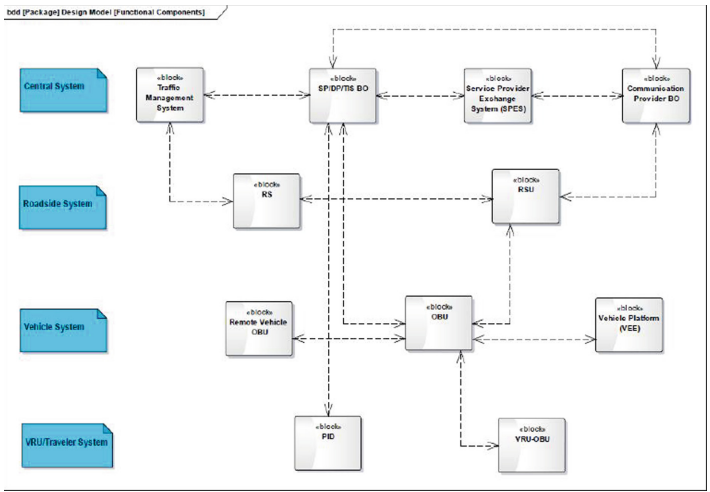 bdd [Package] Design Model [Functional Components]
Central System
«block»
Traffic
Management
System
«block»
SP/DP/TIS BO
«block»
Service Provider
Exchange
System (SPES)
«block»
Communication
Provider BO
Roadside System
«block»
RS
«block»
RSU
Vehicle System
«block»
Remote Vehicle
OBU
«block»
OBU
«block»
Vehicle Platform
(VEE)
VRU/Traveler System
«block»
PID
«block»
VRU-OBU